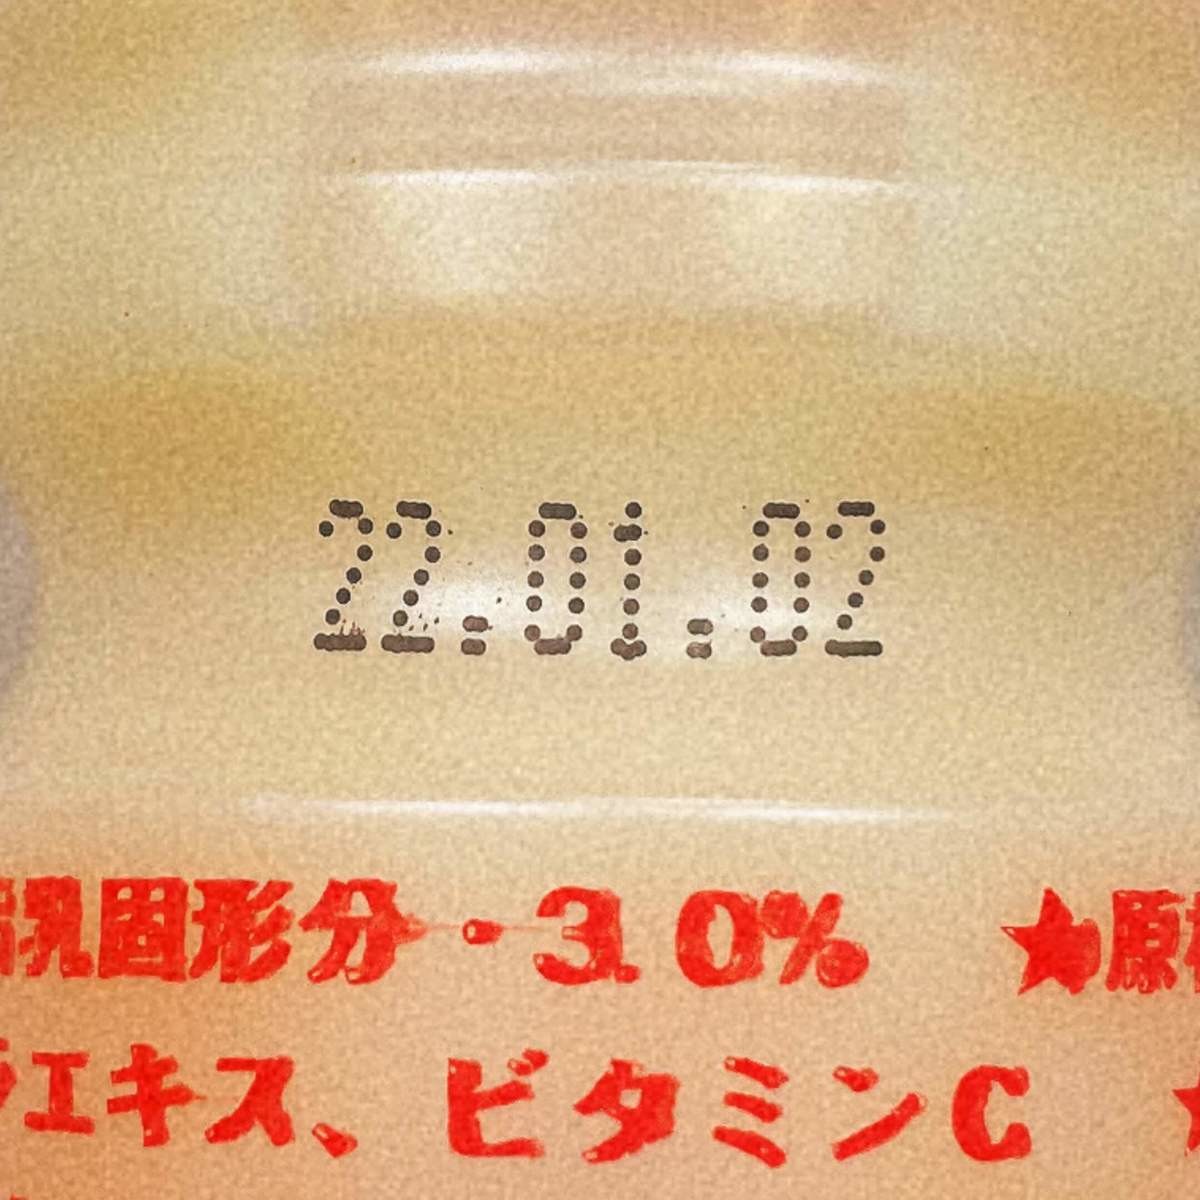 22.01.02
乳固形分・3.0% ★原
エキス、ビタミンC ★